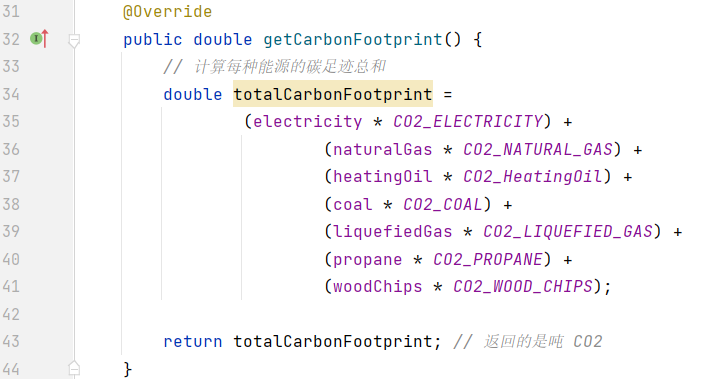 31 @Override
32 public double getCarbonFootprint() {
33 // 计算每种能源的碳足迹总和
34 double totalCarbonFootprint =
35 (electricity * CO2_ELECTRICITY) +
36 (naturalGas * CO2_NATURAL_GAS) +
37 (heatingOil * CO2_HeatingOil) +
38 (coal * CO2_COAL) +
39 (liquefiedGas * CO2_LIQUEFIED_GAS) +
40 (propane * CO2_PROPANE) +
41 (woodChips * CO2_WOOD_CHIPS);
42
43 return totalCarbonFootprint; // 返回的是吨 CO2
44 }